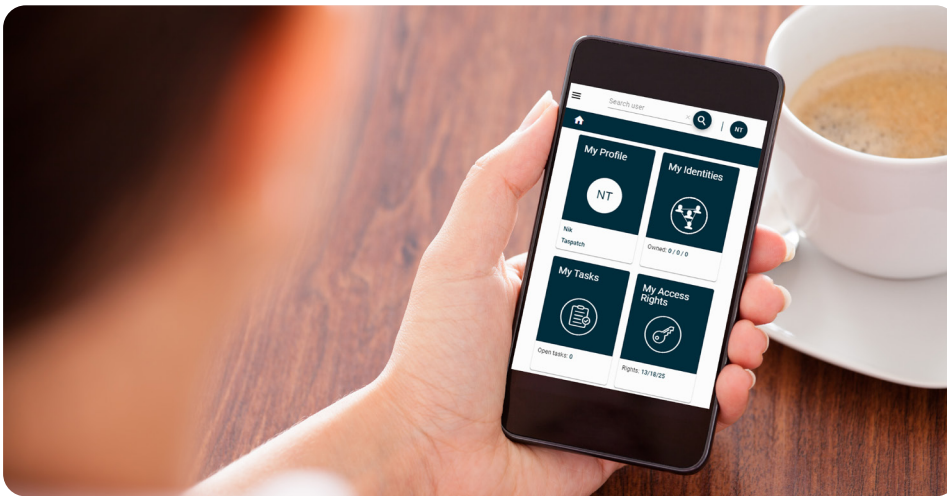 Search user
NT
My Profile
NT
Nik
Taspatch
My Identities
Owned: 0 / 0 / 0
My Tasks
Open tasks: 0
My Access
Rights
Rights: 13/18/25